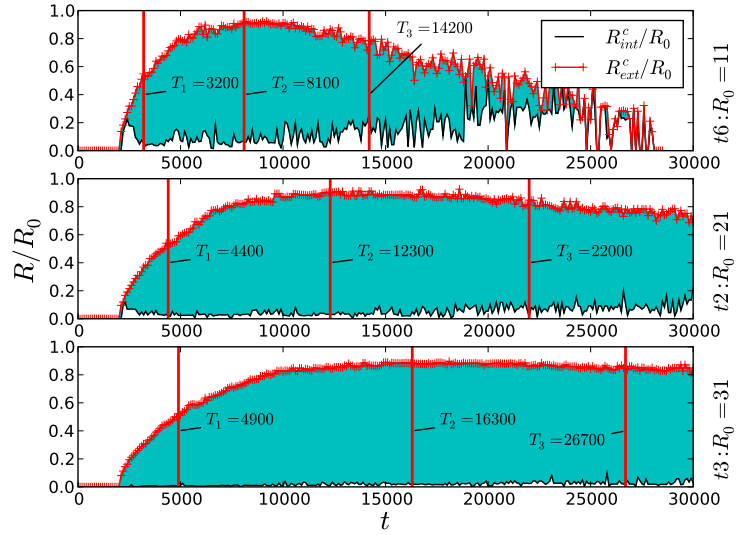 1.0
0.8
0.6
0.4
0.2
0.0
0 5000 10000 15000 20000 25000 30000
T₁ =3200
T₂ =8100
T₃ =14200
R^c_int/R₀
R^c_ext/R₀
t6 : R₀ =11
1.0
0.8
0.6
0.4
0.2
0.0
0 5000 10000 15000 20000 25000 30000
R/R₀
T₁ =4400
T₂ =12300
T₃ =22000
t2 : R₀ =21
1.0
0.8
0.6
0.4
0.2
0.0
0 5000 10000 15000 20000 25000 30000
T₁ =4900
T₂ =16300
T₃ =26700
t3 : R₀ =31
t